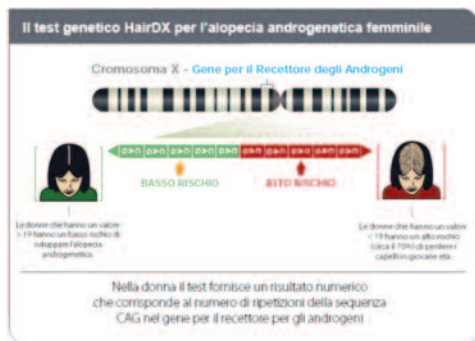 Il test genetico HairDX per l'alopecia androgenetica femminile
Cromosoma X - Gene per il Recettore degli Androgeni
BASSO RISCHIO
ALTO RISCHIO
Le donne che hanno un valore
> 19 hanno un basso rischio di
sviluppare l'alopecia
androgenetica.
Le donne che hanno un valore
< 19 hanno un alto rischio
(circa il 70%) di perdere i
capelli in giovane età.
Nella donna il test fornisce un risultato numerico
che corrisponde al numero di ripetizioni della sequenza
CAG nel gene per il recettore per gli androgeni